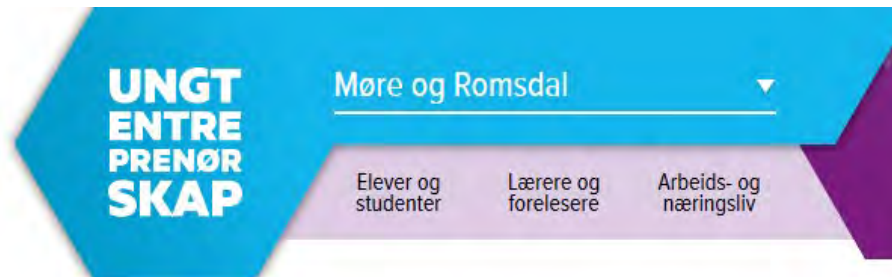 UNGT
ENTRE
PRENØR
SKAP
Møre og Romsdal
Elever og
studenter
Lærere og
forelesere
Arbeids- og
næringsliv